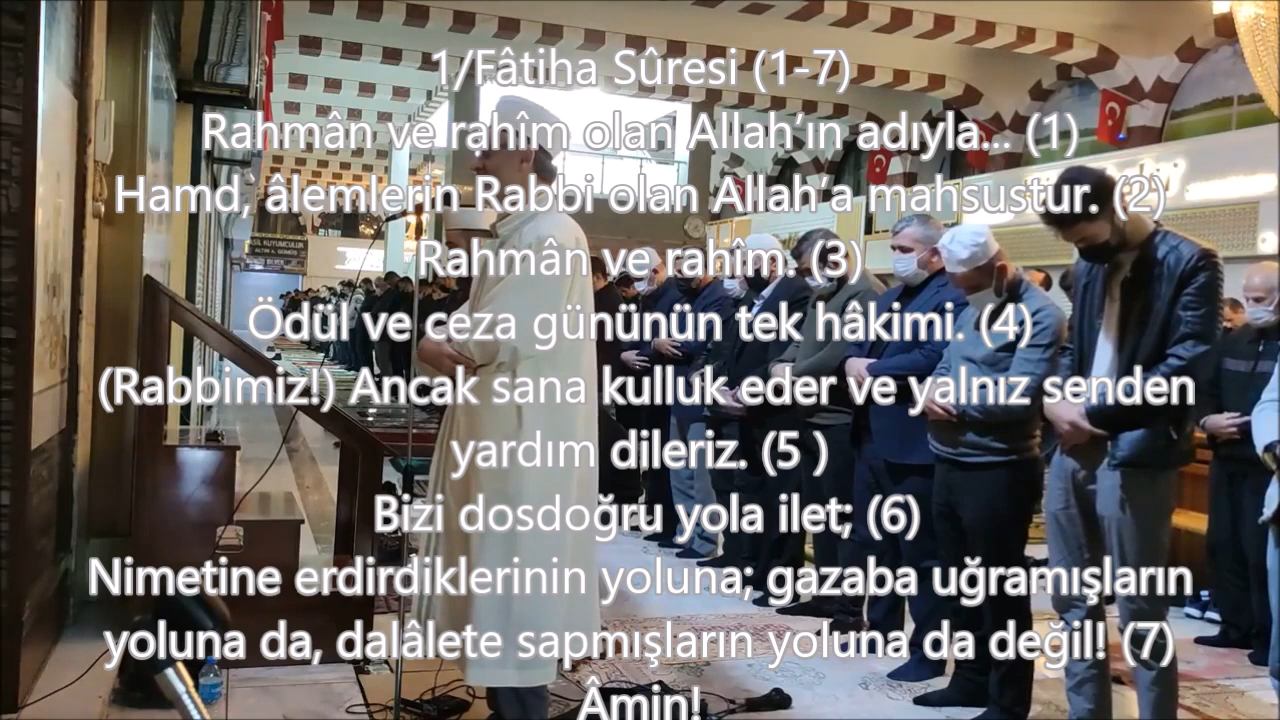 1/Fâtiha Sûresi (1-7)
Rahmân ve rahîm olan Allah’ın adıyla... (1)
Hamd, âlemlerin Rabbi olan Allah’a mahsustur. (2)
Rahmân ve rahîm. (3)
Ödül ve ceza gününün tek hâkimi. (4)
(Rabbimiz!) Ancak sana kulluk eder ve yalnız senden
yardım dileriz. (5 )
Bizi dosdoğru yola ilet; (6)
Nimetine erdirdiklerinin yoluna; gazaba uğramışların
yoluna da, dalâlete sapmışların yoluna da değil! (7)
Âmin!
KUYUMCULUK